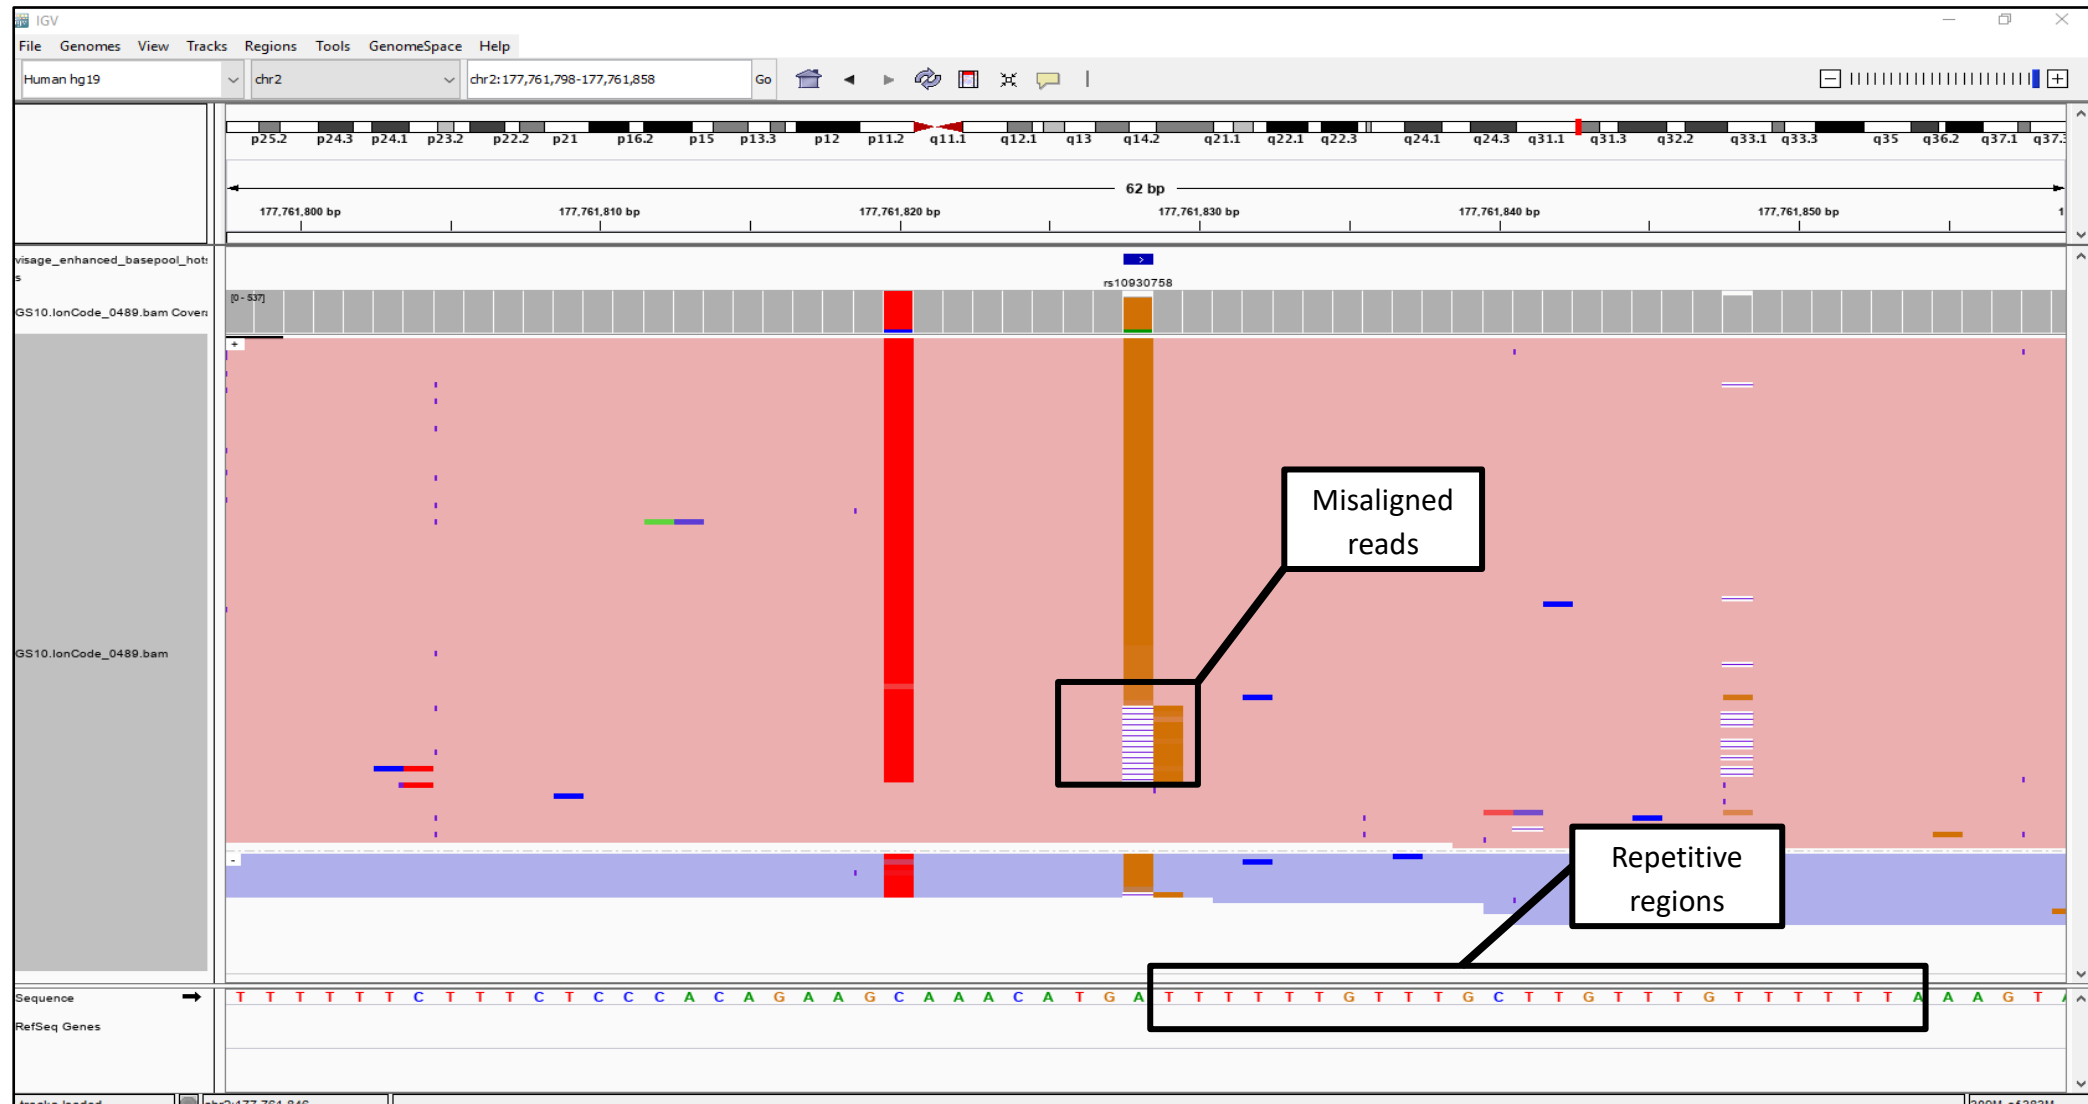 IGV
File Genomes View Tracks Regions Tools GenomeSpace Help
Human hg19 chr2 chr2:177,761,798-177,761,858 Go
p25.2 p24.3 p24.1 p23.2 p22.2 p21 p16.2 p15 p13.3 p12 p11.2 q11.1 q12.1 q13 q14.2 q21.1 q22.1 q22.3 q24.1 q24.3 q31.1 q31.3 q32.2 q33.1 q33.3 q35 q36.2 q37.1 q37.3
62 bp
177,761,800 bp 177,761,810 bp 177,761,820 bp 177,761,830 bp 177,761,840 bp 177,761,850 bp 1
visage_enhanced_basepool_hots
s
rs10930758
[0 - 537]
GS10.IonCode_0489.bam Covera
+
Misaligned
reads
GS10.IonCode_0489.bam
-
Repetitive
regions
Sequence T T T T T T C T T T C T C C C A C A G A A G C A A A C A T G A T T T T T T G T T T G C T T G T T T G T T T T T T A A A G T A
RefSeq Genes